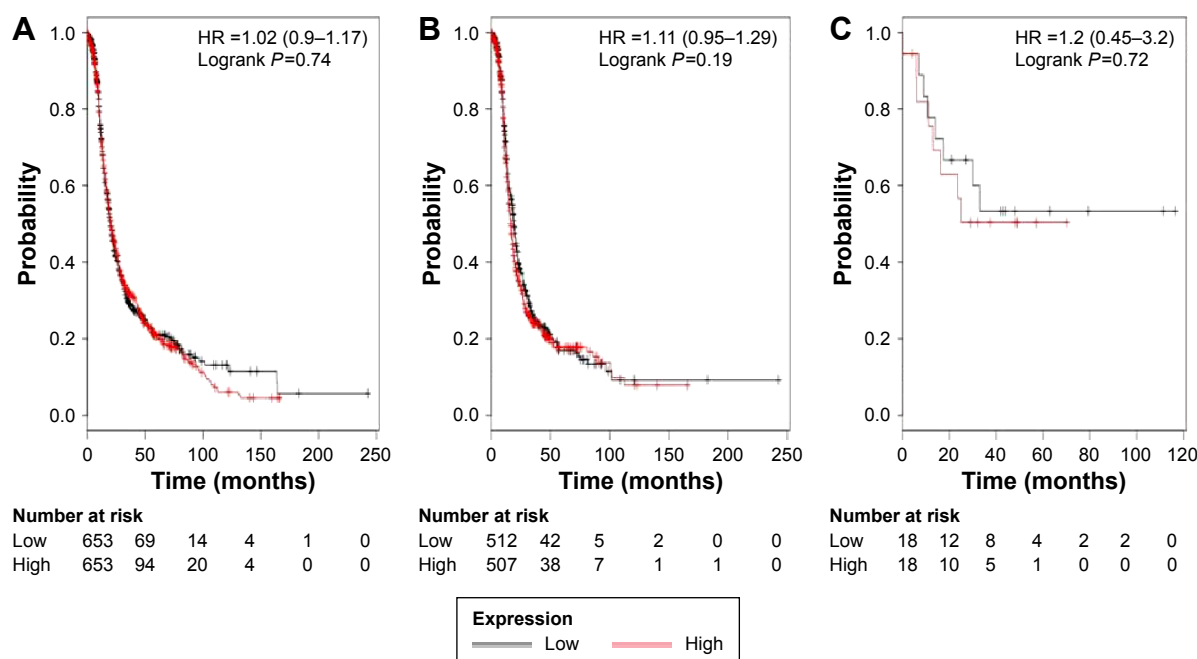 A
HR =1.02 (0.9–1.17)
Logrank P=0.74
Probability
1.0
0.8
0.6
0.4
0.2
0.0
0 50 100 150 200 250
Time (months)
Number at risk
Low 653 69 14 4 1 0
High 653 94 20 4 0 0
B
HR =1.11 (0.95–1.29)
Logrank P=0.19
Probability
1.0
0.8
0.6
0.4
0.2
0.0
0 50 100 150 200 250
Time (months)
Number at risk
Low 512 42 5 2 0 0
High 507 38 7 1 1 0
C
HR =1.2 (0.45–3.2)
Logrank P=0.72
Probability
1.0
0.8
0.6
0.4
0.2
0.0
0 20 40 60 80 100 120
Time (months)
Number at risk
Low 18 12 8 4 2 2 0
High 18 10 5 1 0 0 0
Expression
Low High